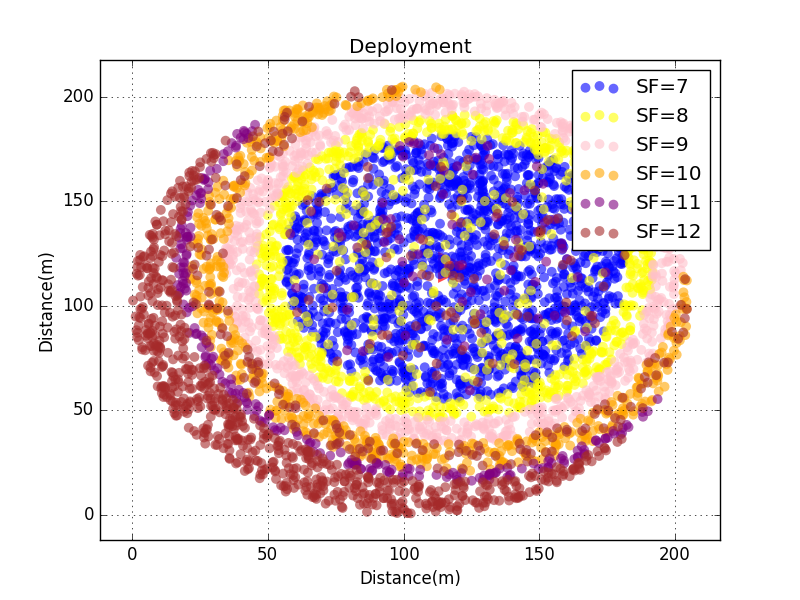 Deployment
SF=7
SF=8
SF=9
SF=10
SF=11
SF=12
Distance(m)
200
150
100
50
0
0
50
100
150
200
Distance(m)